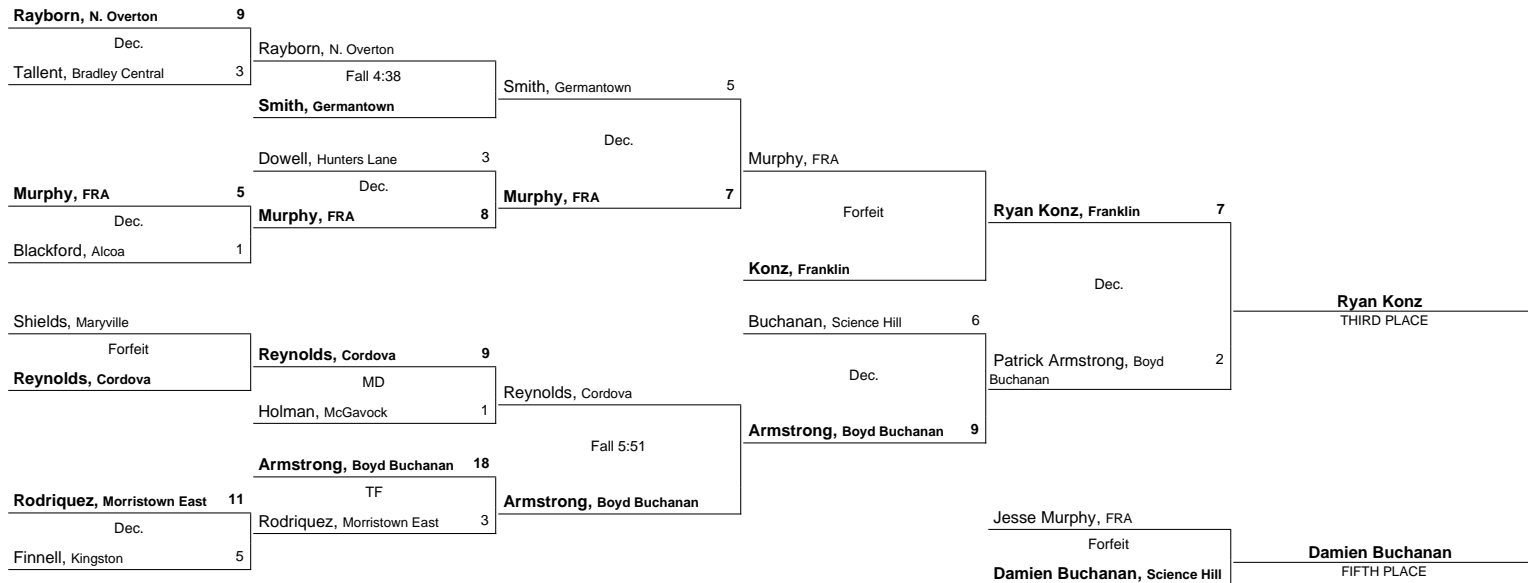 Rayborn, N. Overton 9
Dec.
Tallent, Bradley Central 3
Murphy, FRA 5
Dec.
Blackford, Alcoa 1
Shields, Maryville
Forfeit
Reynolds, Cordova
Rodriquez, Morristown East 11
Dec.
Finnell, Kingston 5
Rayborn, N. Overton
Fall 4:38
Smith, Germantown
Dowell, Hunters Lane 3
Dec.
Murphy, FRA 8
Reynolds, Cordova 9
MD
Holman, McGavock 1
Armstrong, Boyd Buchanan 18
TF
Rodriquez, Morristown East 3
Smith, Germantown 5
Dec.
Murphy, FRA 7
Reynolds, Cordova
Fall 5:51
Armstrong, Boyd Buchanan
Murphy, FRA
Forfeit
Konz, Franklin
Buchanan, Science Hill 6
Dec.
Armstrong, Boyd Buchanan 9
Ryan Konz, Franklin 7
Dec.
Patrick Armstrong, Boyd 2
Buchanan
Ryan Konz
THIRD PLACE
Jesse Murphy, FRA
Forfeit
Damien Buchanan, Science Hill
Damien Buchanan
FIFTH PLACE